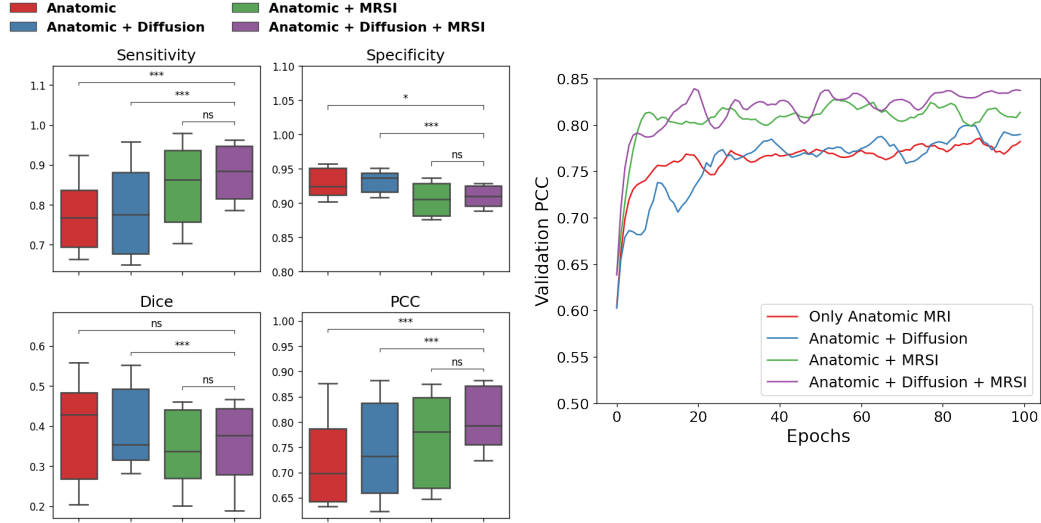 Anatomic
Anatomic + MRSI
Anatomic + Diffusion
Anatomic + Diffusion + MRSI
Sensitivity
1.1
1.0
0.9
0.8
0.7
***
***
ns
Specificity
1.10
1.05
1.00
0.95
0.90
0.85
0.80
*
***
ns
Dice
0.6
0.5
0.4
0.3
0.2
ns
***
ns
PCC
1.00
0.95
0.90
0.85
0.80
0.75
0.70
0.65
***
***
ns
Validation PCC
0.85
0.80
0.75
0.70
0.65
0.60
0.55
0.50
Only Anatomic MRI
Anatomic + Diffusion
Anatomic + MRSI
Anatomic + Diffusion + MRSI
0
20
40
60
80
100
Epochs